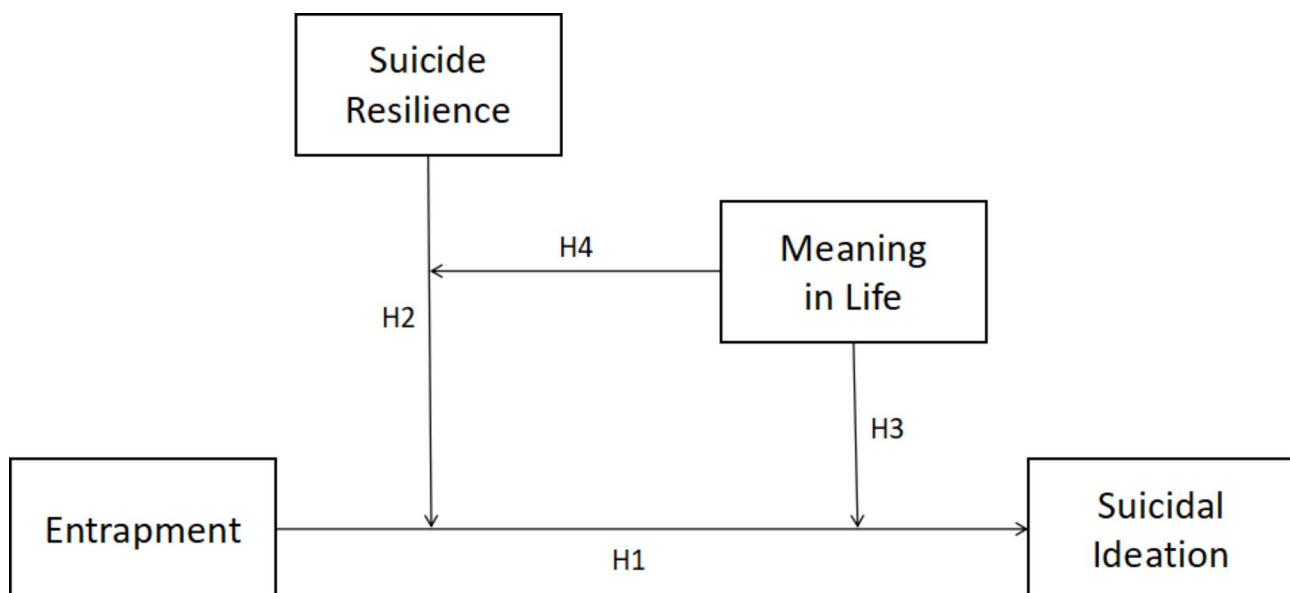 Suicide
Resilience
H4
Meaning
in Life
H2
H3
Entrapment
H1
Suicidal
Ideation